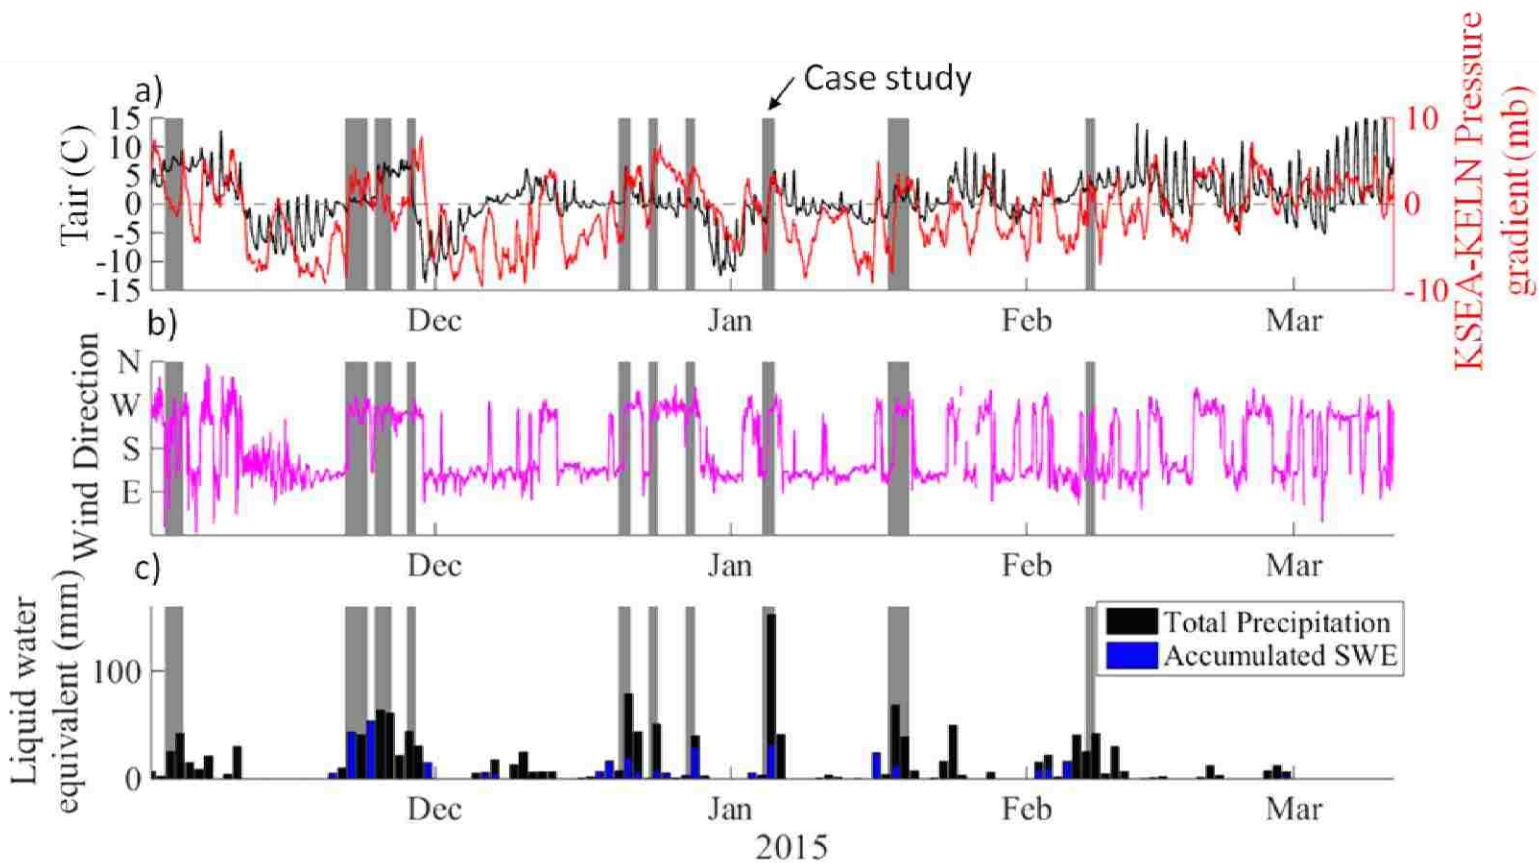 Case study
a)
15
10
5
0
-5
-10
-15
Tair (C)
10
0
-10
KSEA-KELN Pressure
gradient (mb)
Dec Jan Feb Mar
b)
N
W
S
E
Wind Direction
Dec Jan Feb Mar
c)
Liquid water
equivalent (mm)
100
0
Total Precipitation
Accumulated SWE
Dec Jan Feb Mar
2015